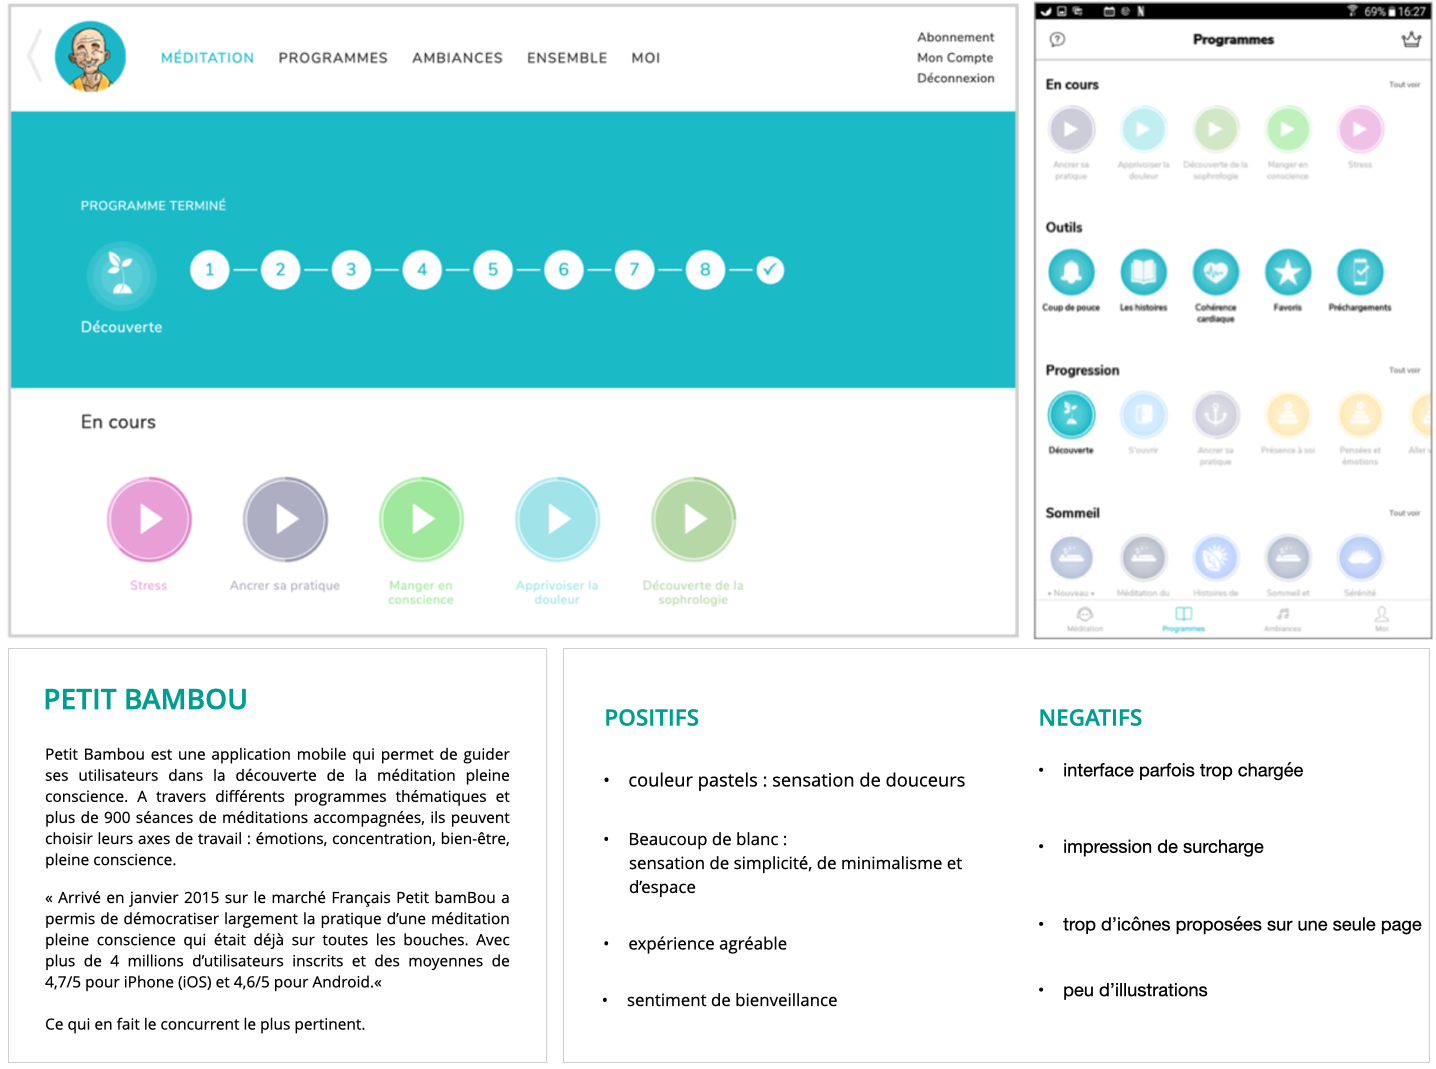 MÉDITATION PROGRAMMES AMBIANCES ENSEMBLE MOI
Abonnement
Mon Compte
Déconnexion
PROGRAMME TERMINÉ
1 2 3 4 5 6 7 8
Découverte
En cours
Stress Ancrer sa pratique Manger en conscience Apprivoiser la douleur Découverte de la sophrologie
69% 16:27
Programmes
En cours Tout voir
Ancrer sa pratique Apprivoiser la douleur Découverte de la sophrologie Manger en conscience Stress
Outils
Coup de pouce Les histoires Cohérence cardiaque Favoris Préchargements
Progression Tout voir
Découverte S'ouvrir Ancrer sa pratique Présence à soi Pensées et émotions Aller
Sommeil Tout voir
• Nouveau • Méditation du Histoires de Sommeil et Sérénité
Méditation Programmes Ambiances Moi
PETIT BAMBOU
Petit Bambou est une application mobile qui permet de guider
ses utilisateurs dans la découverte de la méditation pleine
conscience. A travers différents programmes thématiques et
plus de 900 séances de méditations accompagnées, ils peuvent
choisir leurs axes de travail : émotions, concentration, bien-être,
pleine conscience.
« Arrivé en janvier 2015 sur le marché Français Petit bamBou a
permis de démocratiser largement la pratique d’une méditation
pleine conscience qui était déjà sur toutes les bouches. Avec
plus de 4 millions d’utilisateurs inscrits et des moyennes de
4,7/5 pour iPhone (iOS) et 4,6/5 pour Android.«
Ce qui en fait le concurrent le plus pertinent.
POSITIFS
• couleur pastels : sensation de douceurs
• Beaucoup de blanc :
sensation de simplicité, de minimalisme et
d’espace
• expérience agréable
• sentiment de bienveillance
NEGATIFS
• interface parfois trop chargée
• impression de surcharge
• trop d’icônes proposées sur une seule page
• peu d’illustrations